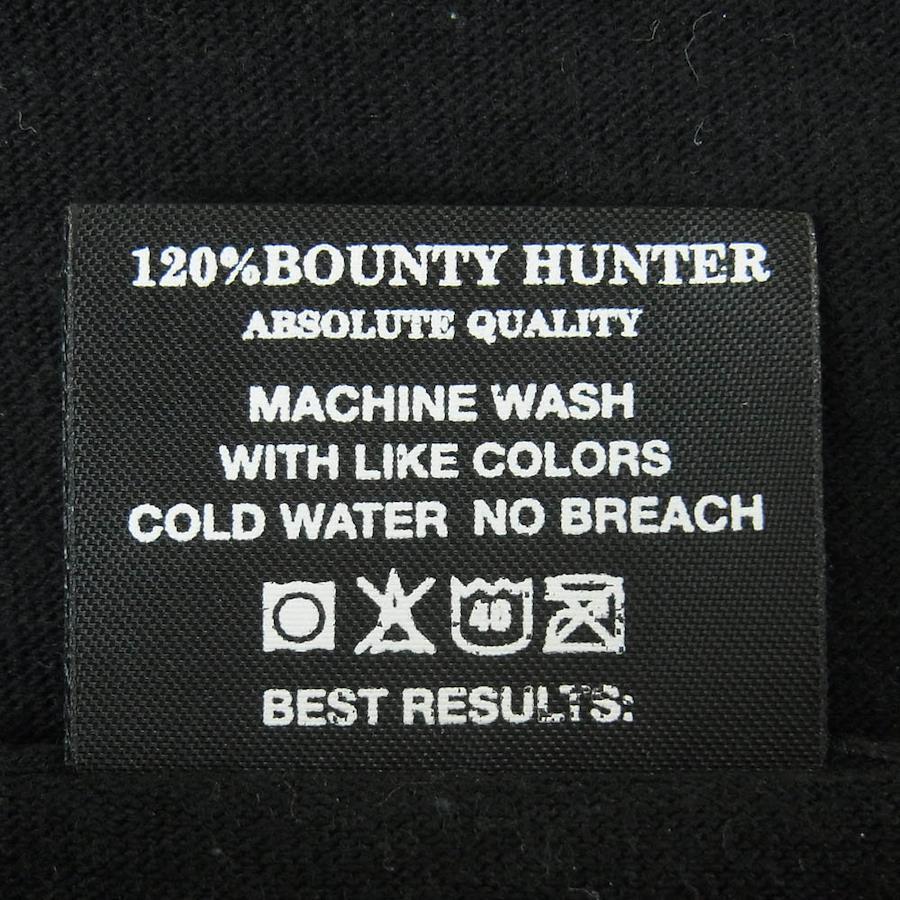 120%BOUNTY HUNTER
ABSOLUTE QUALITY
MACHINE WASH
WITH LIKE COLORS
COLD WATER NO BREACH
40
BEST RESULTS: